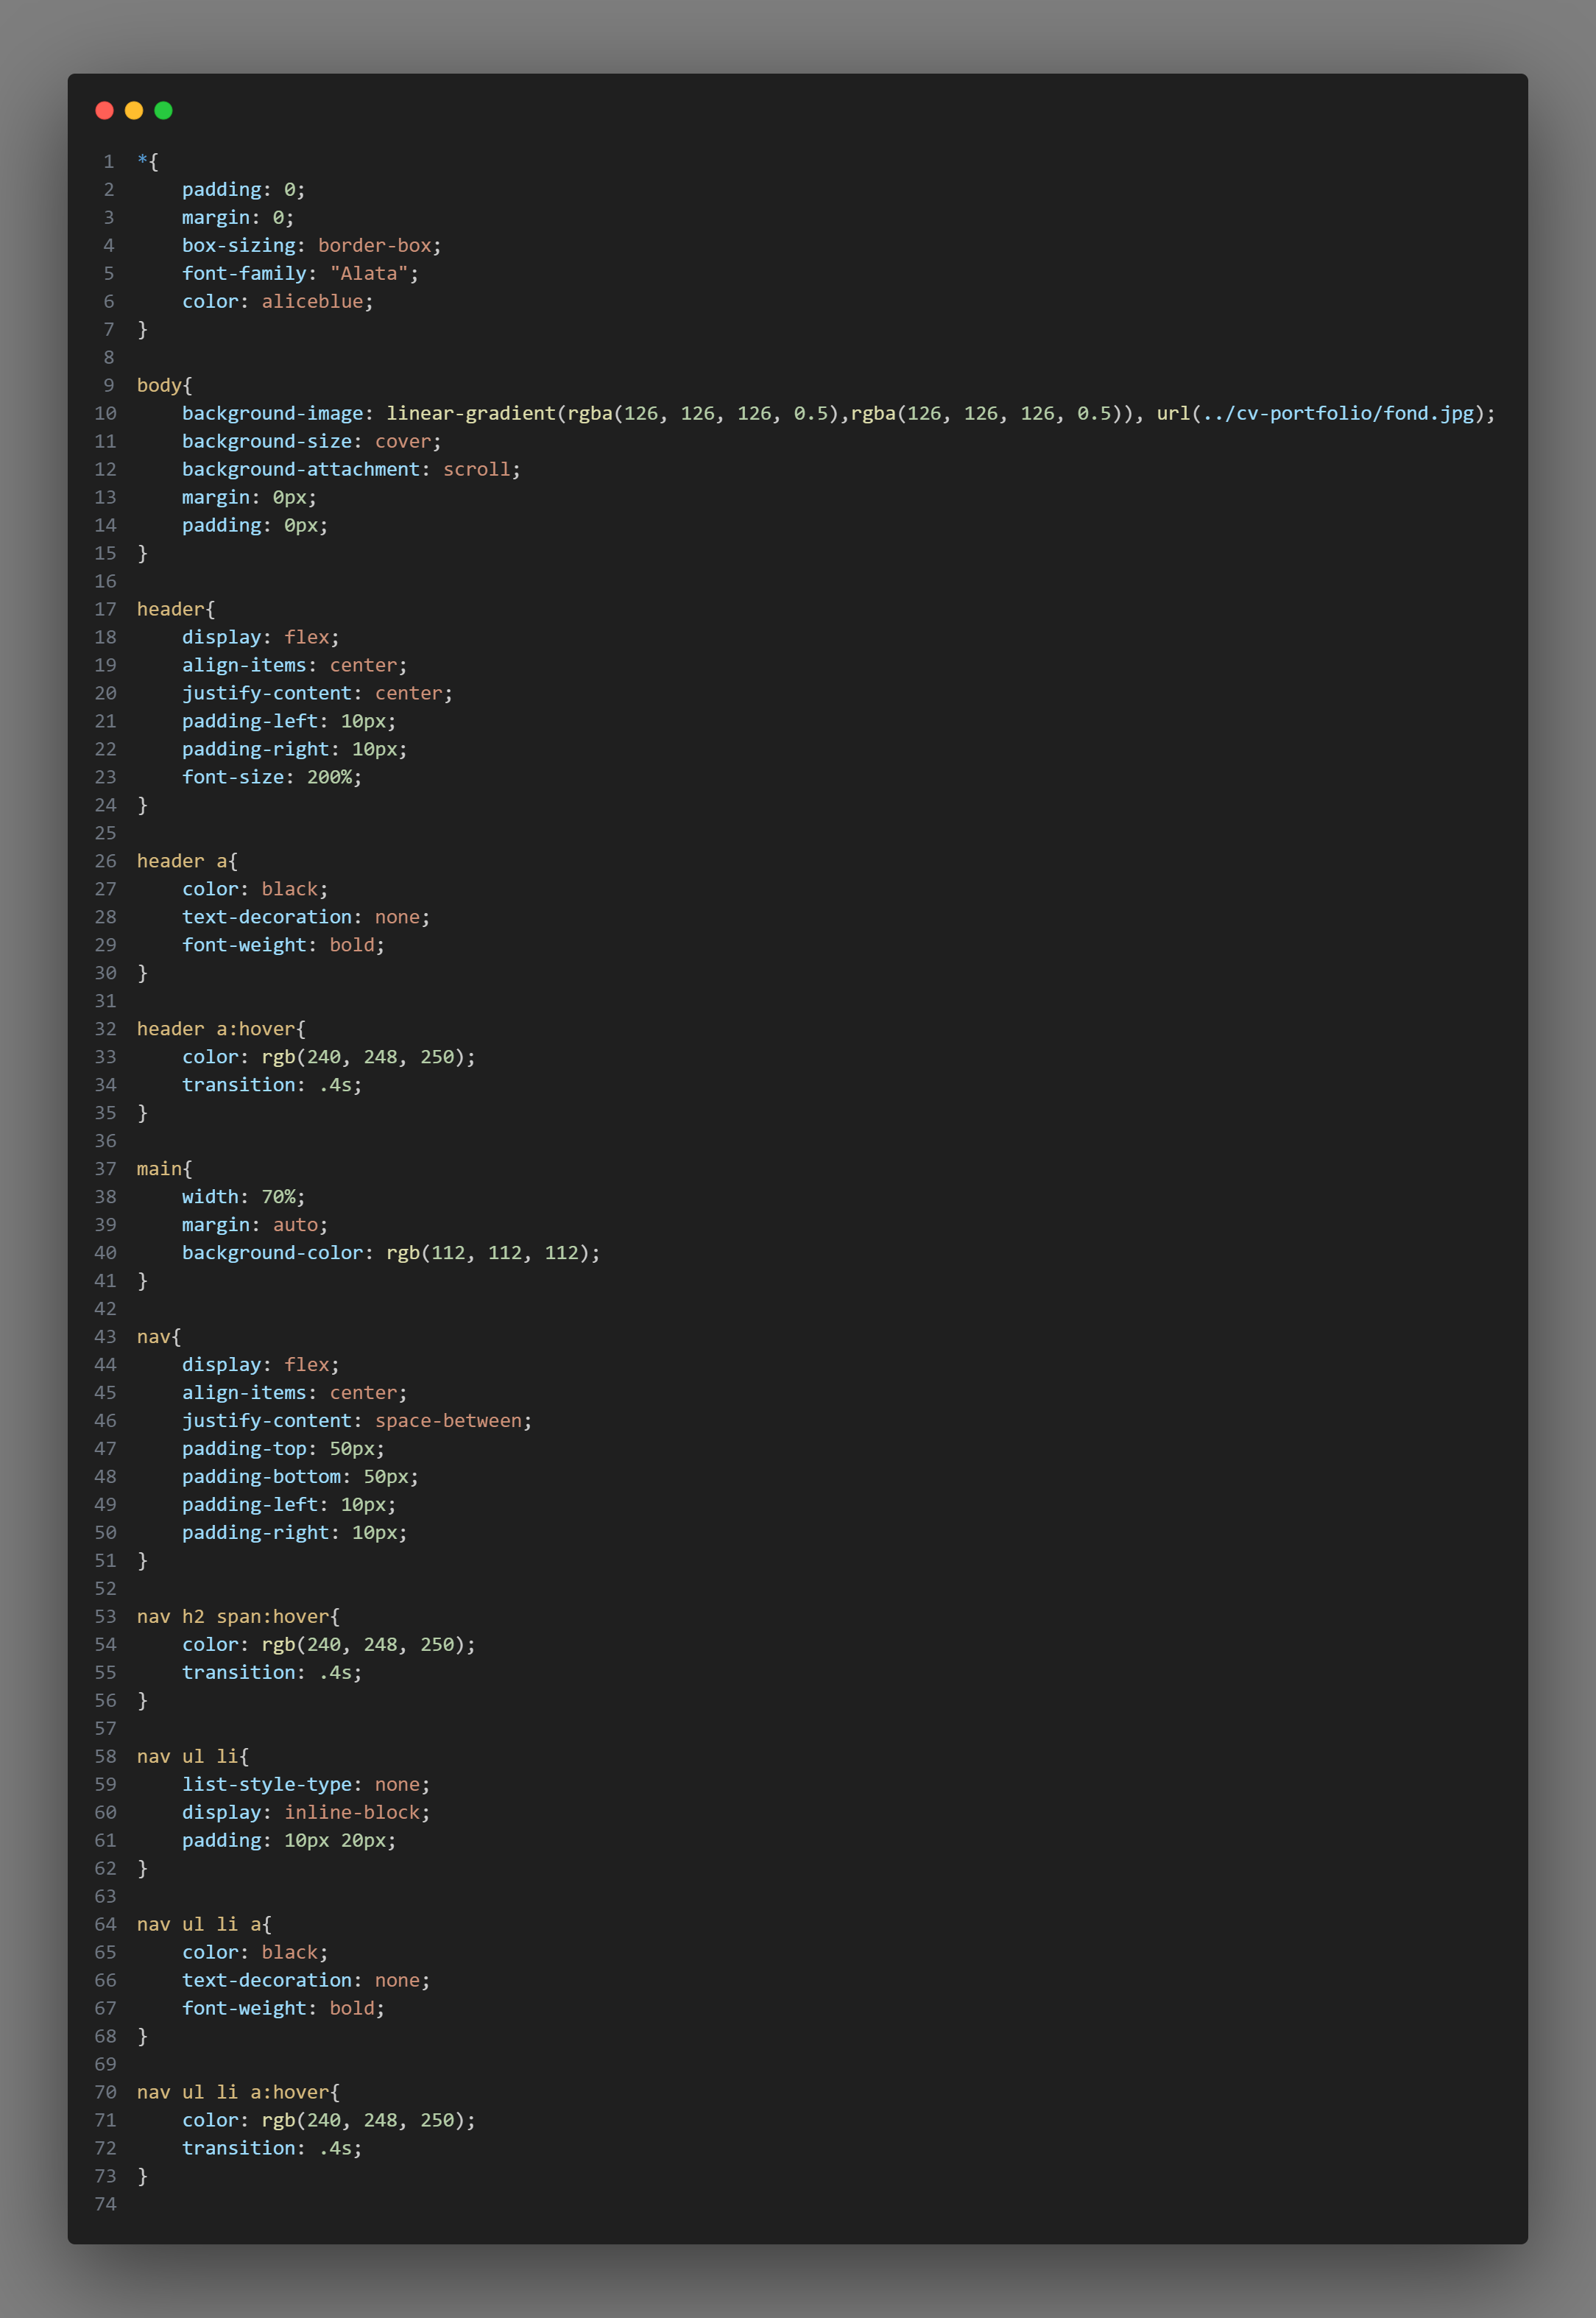 1 *{
2     padding: 0;
3     margin: 0;
4     box-sizing: border-box;
5     font-family: "Alata";
6     color: aliceblue;
7 }
8
9 body{
10     background-image: linear-gradient(rgba(126, 126, 126, 0.5),rgba(126, 126, 126, 0.5)), url(../cv-portfolio/fond.jpg);
11     background-size: cover;
12     background-attachment: scroll;
13     margin: 0px;
14     padding: 0px;
15 }
16
17 header{
18     display: flex;
19     align-items: center;
20     justify-content: center;
21     padding-left: 10px;
22     padding-right: 10px;
23     font-size: 200%;
24 }
25
26 header a{
27     color: black;
28     text-decoration: none;
29     font-weight: bold;
30 }
31
32 header a:hover{
33     color: rgb(240, 248, 250);
34     transition: .4s;
35 }
36
37 main{
38     width: 70%;
39     margin: auto;
40     background-color: rgb(112, 112, 112);
41 }
42
43 nav{
44     display: flex;
45     align-items: center;
46     justify-content: space-between;
47     padding-top: 50px;
48     padding-bottom: 50px;
49     padding-left: 10px;
50     padding-right: 10px;
51 }
52
53 nav h2 span:hover{
54     color: rgb(240, 248, 250);
55     transition: .4s;
56 }
57
58 nav ul li{
59     list-style-type: none;
60     display: inline-block;
61     padding: 10px 20px;
62 }
63
64 nav ul li a{
65     color: black;
66     text-decoration: none;
67     font-weight: bold;
68 }
69
70 nav ul li a:hover{
71     color: rgb(240, 248, 250);
72     transition: .4s;
73 }
74